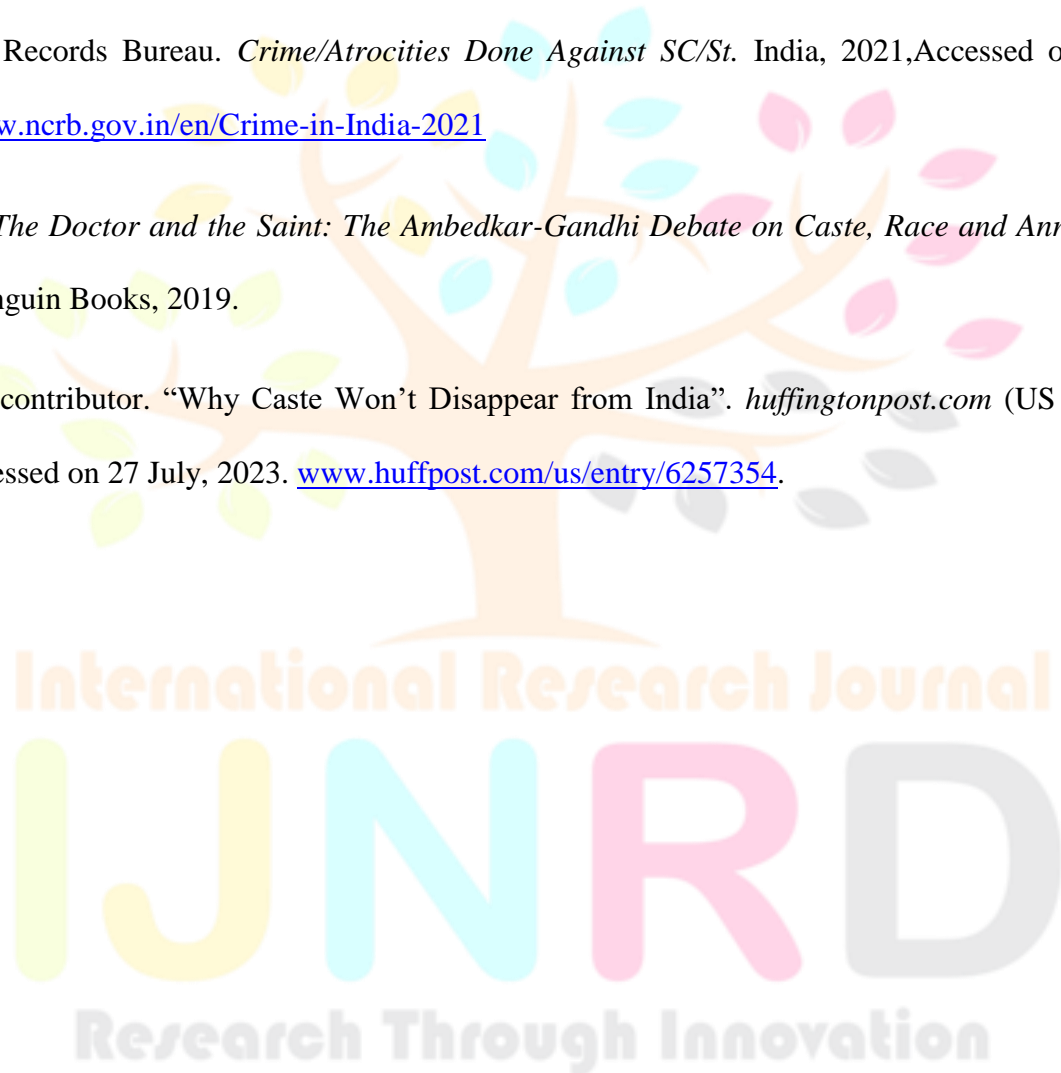 Records Bureau. Crime/Atrocities Done Against SC/St. India, 2021,Accessed o
w.ncrb.gov.in/en/Crime-in-India-2021
The Doctor and the Saint: The Ambedkar-Gandhi Debate on Caste, Race and Ann
nguin Books, 2019.
contributor. “Why Caste Won’t Disappear from India”. huffingtonpost.com (US
essed on 27 July, 2023. www.huffpost.com/us/entry/6257354.
International Research Journal
IJNRD
Research Through Innovation